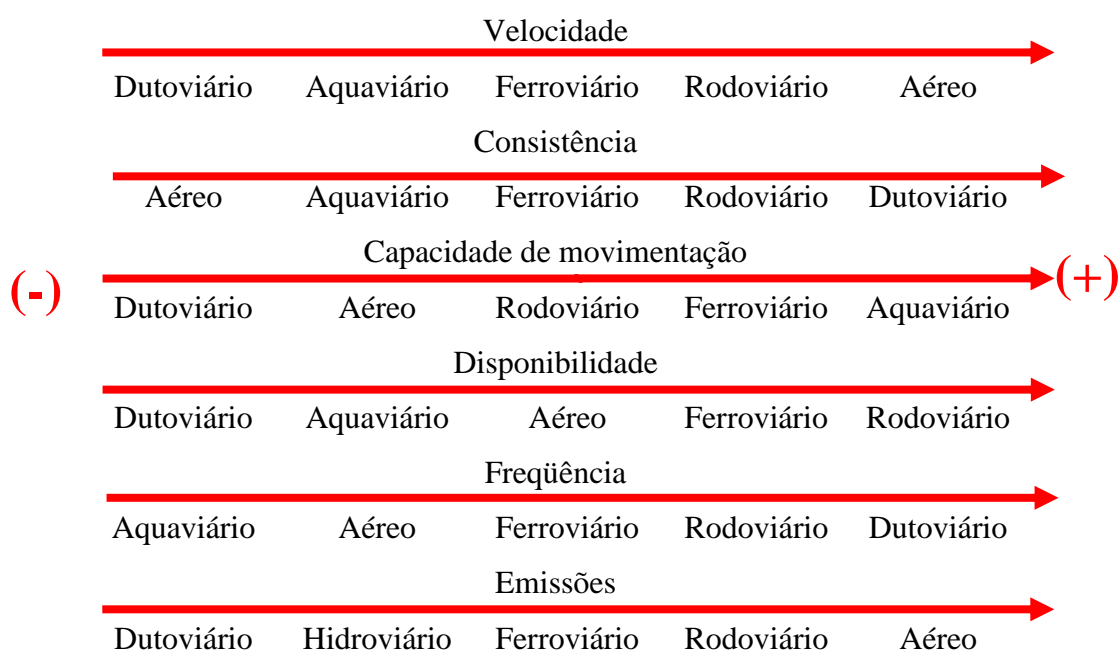 Velocidade
Dutoviário Aquaviário Ferroviário Rodoviário Aéreo
Consistência
Aéreo Aquaviário Ferroviário Rodoviário Dutoviário
Capacidade de movimentação
(-) (+)
Dutoviário Aéreo Rodoviário Ferroviário Aquaviário
Disponibilidade
Dutoviário Aquaviário Aéreo Ferroviário Rodoviário
Freqüência
Aquaviário Aéreo Ferroviário Rodoviário Dutoviário
Emissões
Dutoviário Hidroviário Ferroviário Rodoviário Aéreo